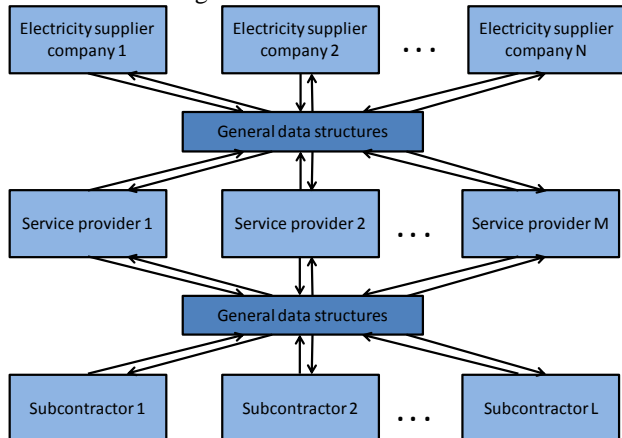 Electricity supplier
company 1
Electricity supplier
company 2
...
Electricity supplier
company N
General data structures
Service provider 1
Service provider 2
...
Service provider M
General data structures
Subcontractor 1
Subcontractor 2
...
Subcontractor L